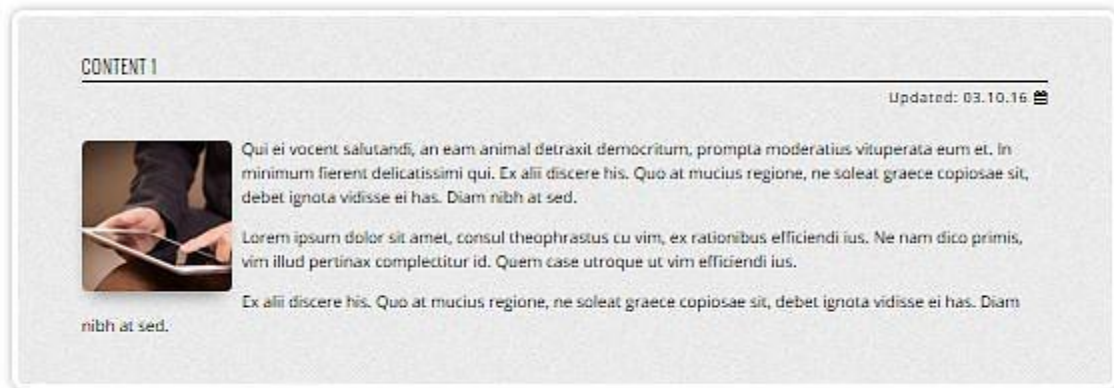 CONTENT 1
Updated: 03.10.16
Qui ei vocent salutandi, an eam animal detraxit democritum, prompta moderatius vituperata eum et. In
minimum fierent delicatissimi qui. Ex alii discere his. Quo at mucius regione, ne soleat graece copiosae sit,
debet ignota vidisse ei has. Diam nibh at sed.
Lorem ipsum dolor sit amet, consul theophrastus cu vim, ex rationibus efficiendi ius. Ne nam dico primis,
vim illud pertinax complectitur id. Quem case utroque ut vim efficiendi ius.
Ex alii discere his. Quo at mucius regione, ne soleat graece copiosae sit, debet ignota vidisse ei has. Diam
nibh at sed.